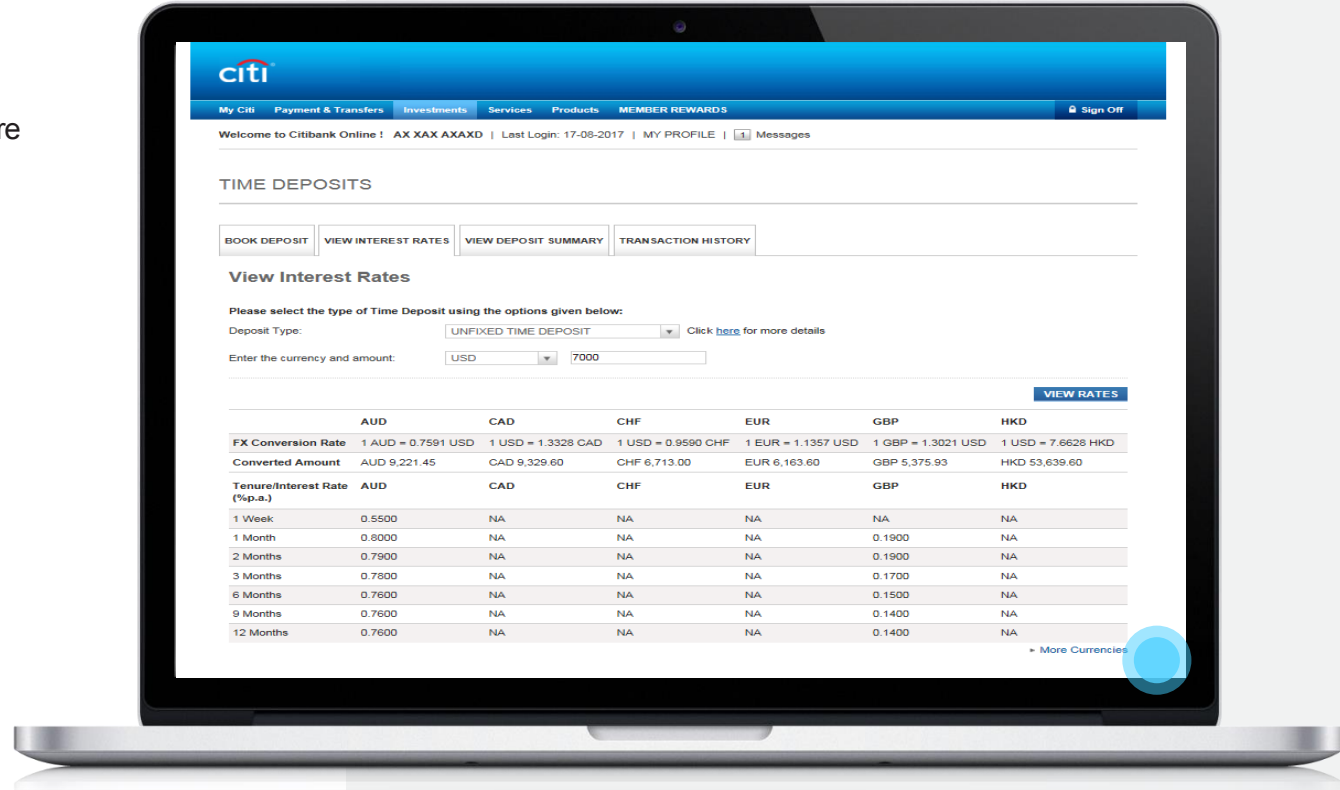 re
citi
My Citi Payment & Transfers Investments Services Products MEMBER REWARDS Sign Off
Welcome to Citibank Online ! AX XAX AXAXD | Last Login: 17-08-2017 | MY PROFILE | 1 Messages
TIME DEPOSITS
BOOK DEPOSIT VIEW INTEREST RATES VIEW DEPOSIT SUMMARY TRANSACTION HISTORY
View Interest Rates
Please select the type of Time Deposit using the options given below:
Deposit Type: UNFIXED TIME DEPOSIT Click here for more details
Enter the currency and amount: USD 7000
VIEW RATES
AUD CAD CHF EUR GBP HKD
FX Conversion Rate 1 AUD = 0.7591 USD 1 USD = 1.3328 CAD 1 USD = 0.9590 CHF 1 EUR = 1.1357 USD 1 GBP = 1.3021 USD 1 USD = 7.6628 HKD
Converted Amount AUD 9,221.45 CAD 9,329.60 CHF 6,713.00 EUR 6,163.60 GBP 5,375.93 HKD 53,639.60
Tenure/Interest Rate AUD CAD CHF EUR GBP HKD
(%p.a.)
1 Week 0.5500 NA NA NA NA NA
1 Month 0.8000 NA NA NA 0.1900 NA
2 Months 0.7900 NA NA NA 0.1900 NA
3 Months 0.7800 NA NA NA 0.1700 NA
6 Months 0.7600 NA NA NA 0.1500 NA
9 Months 0.7600 NA NA NA 0.1400 NA
12 Months 0.7600 NA NA NA 0.1400 NA
More Currencies